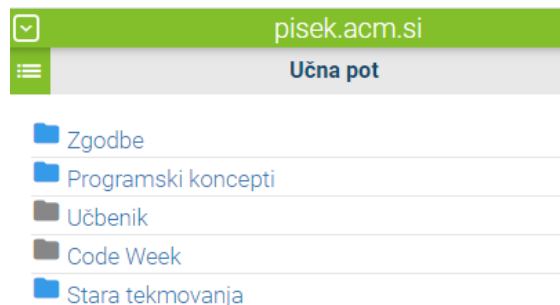 pisek.acm.si
Učna pot
Zgodbe
Programski koncepti
Učbenik
Code Week
Stara tekmovanja